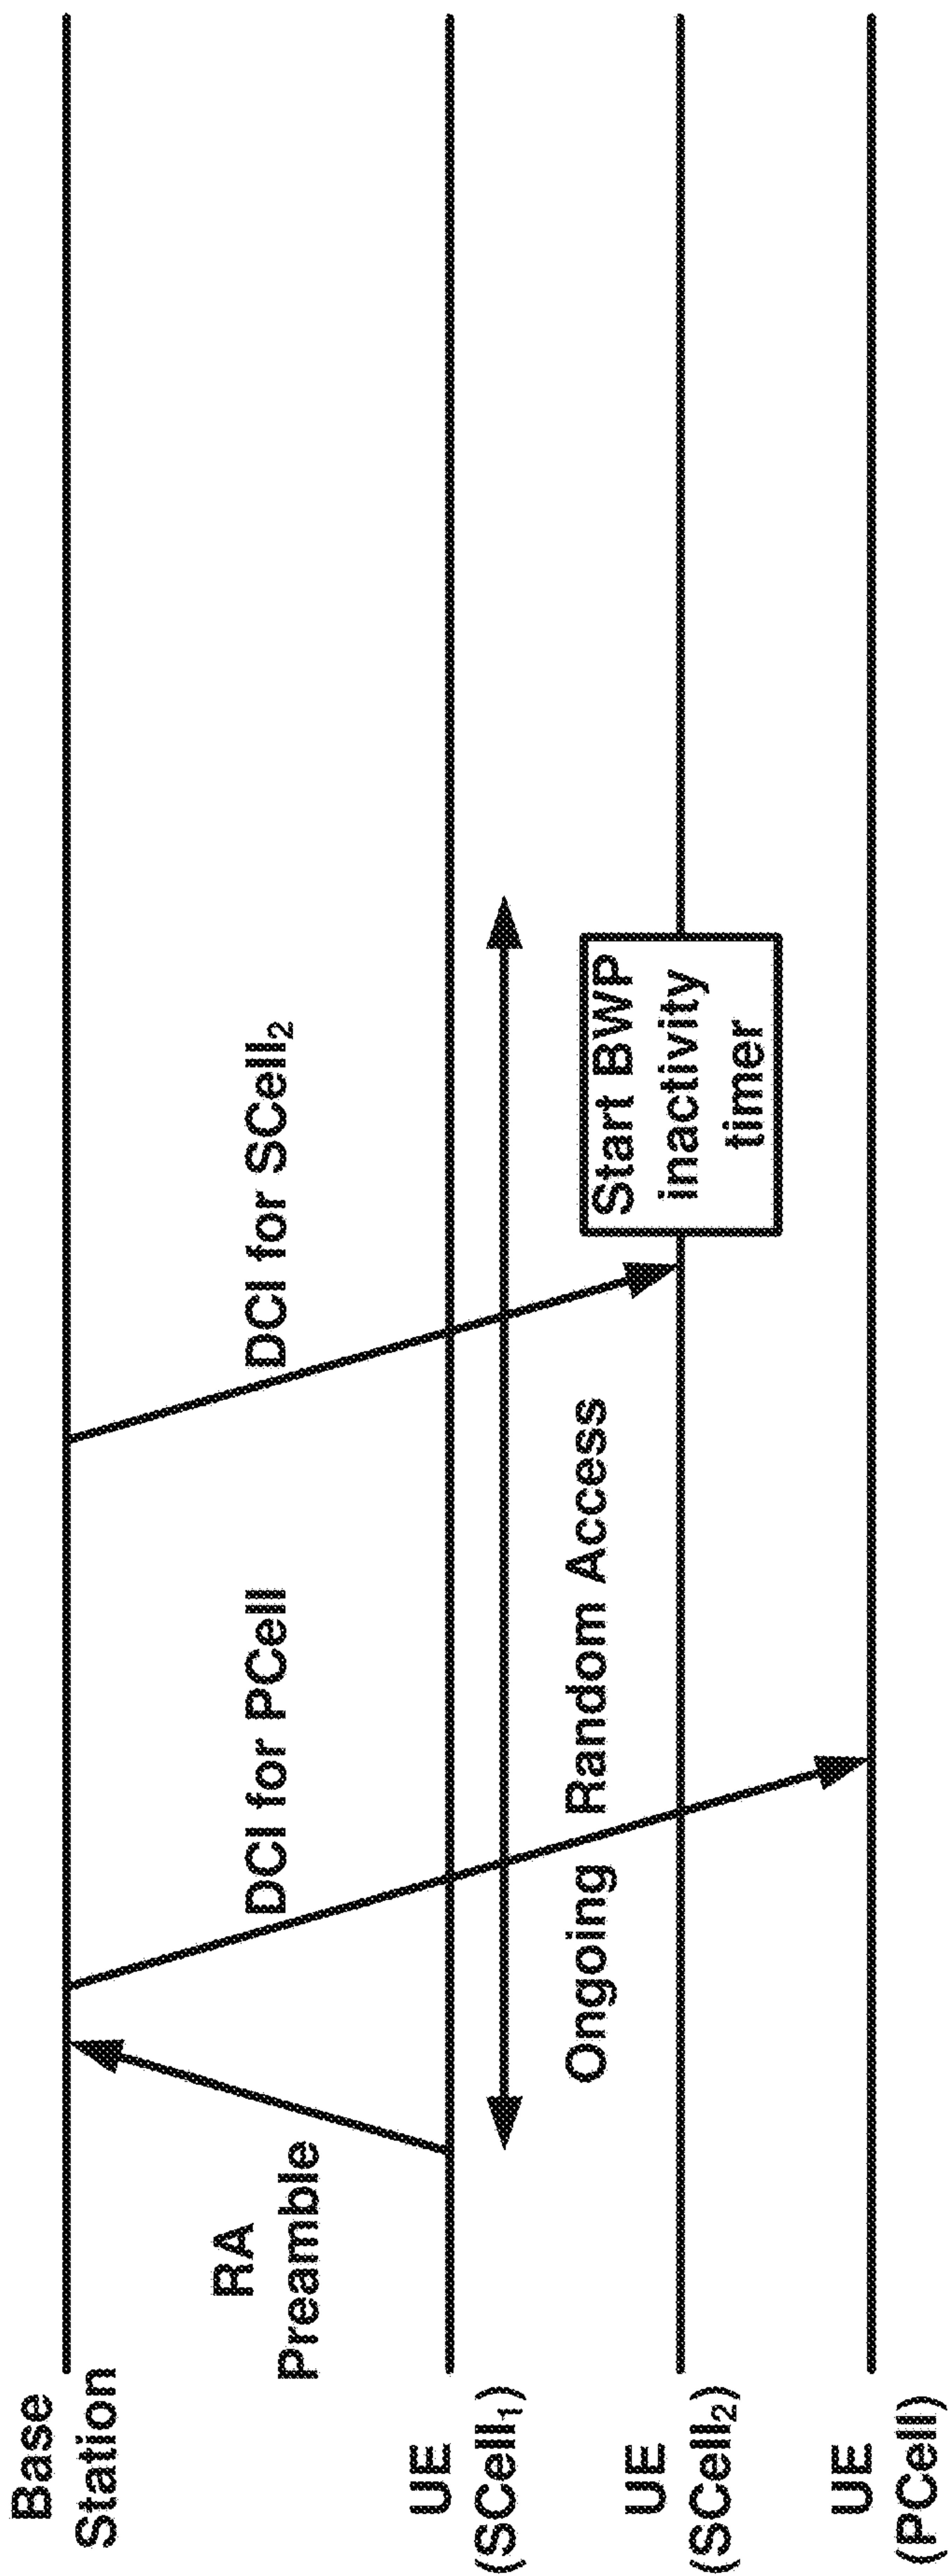 Base
Station
UE
(SCell₁)
UE
(SCell₂)
UE
(PCell)
RA
Preamble
DCI for PCell
DCI for SCell₂
Ongoing Random Access
Start BWP
inactivity
timer